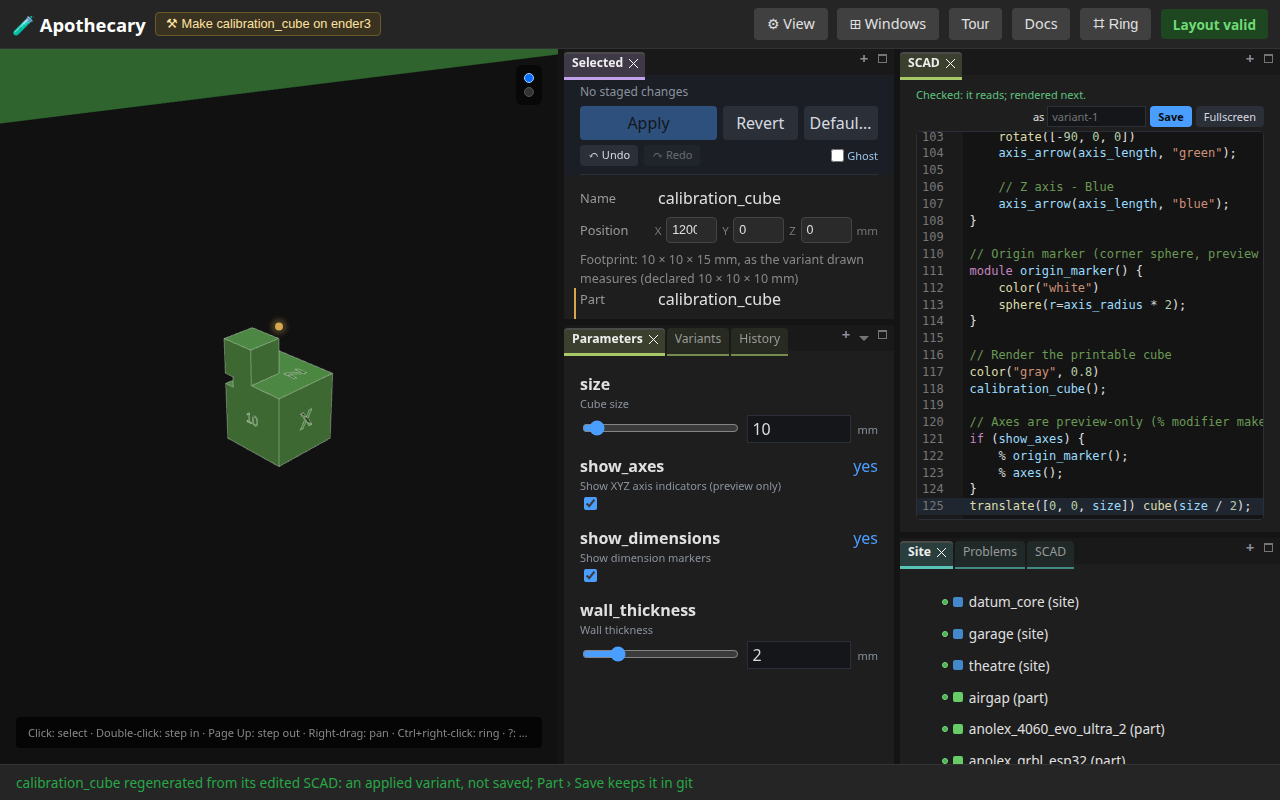 🧪 Apothecary
⚒ Make calibration_cube on ender3
⚙ View
⊞ Windows
Tour
Docs
⌗ Ring
Layout valid
10
X
Z
Click: select · Double-click: step in · Page Up: step out · Right-drag: pan · Ctrl+right-click: ring · ?: ...
Selected
No staged changes
Apply
Revert
Defaul...
↶ Undo
↷ Redo
Ghost
Name calibration_cube
Position X 1200 Y 0 Z 0 mm
Footprint: 10 × 10 × 15 mm, as the variant drawn
measures (declared 10 × 10 × 10 mm)
Part calibration_cube
Parameters
Variants
History
size
Cube size
10 mm
show_axes yes
Show XYZ axis indicators (preview only)
show_dimensions yes
Show dimension markers
wall_thickness
Wall thickness
2 mm
SCAD
Checked: it reads; rendered next.
as variant-1 Save Fullscreen
103 rotate([-90, 0, 0])
104 axis_arrow(axis_length, "green");
105
106 // Z axis - Blue
107 axis_arrow(axis_length, "blue");
108 }
109
110 // Origin marker (corner sphere, preview
111 module origin_marker() {
112 color("white")
113 sphere(r=axis_radius * 2);
114 }
115
116 // Render the printable cube
117 color("gray", 0.8)
118 calibration_cube();
119
120 // Axes are preview-only (% modifier make
121 if (show_axes) {
122 % origin_marker();
123 % axes();
124 }
125 translate([0, 0, size]) cube(size / 2);
Site
Problems
SCAD
datum_core (site)
garage (site)
theatre (site)
airgap (part)
anolex_4060_evo_ultra_2 (part)
anolex_grbl_esp32 (part)
calibration_cube regenerated from its edited SCAD: an applied variant, not saved; Part › Save keeps it in git